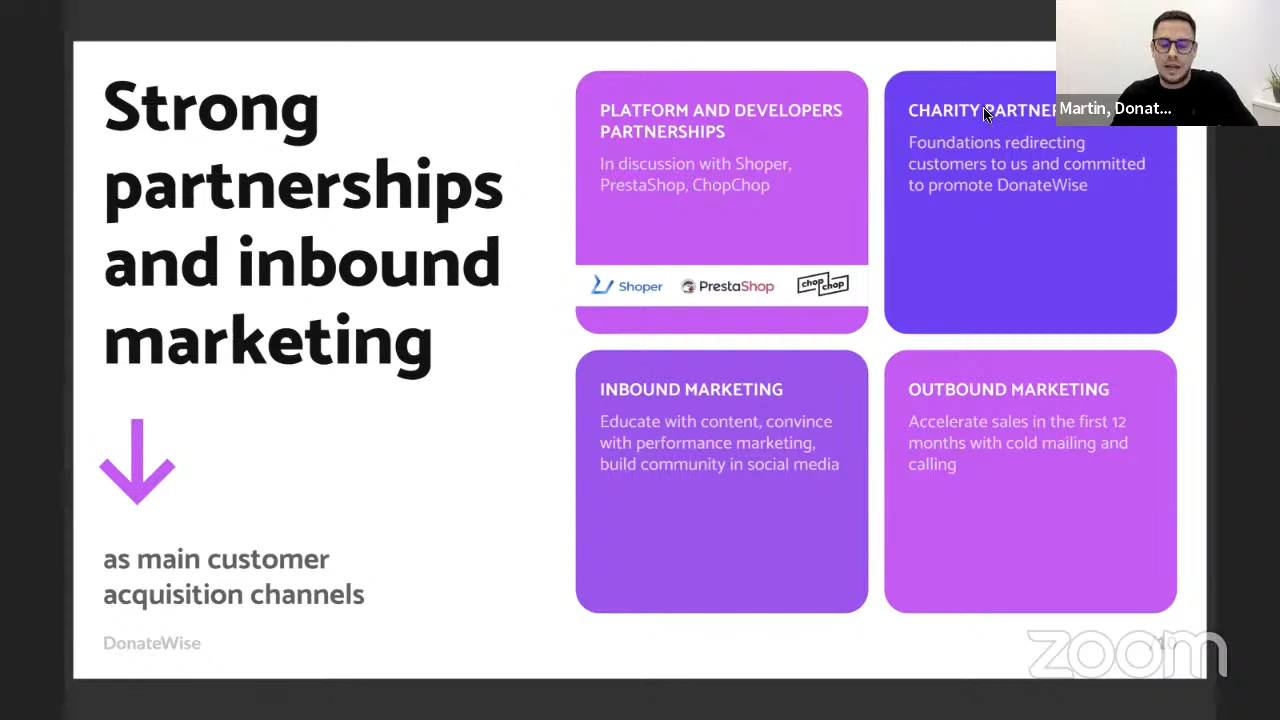 Strong
partnerships
and inbound
marketing
as main customer
acquisition channels
DonateWise
PLATFORM AND DEVELOPERS
PARTNERSHIPS
In discussion with Shoper,
PrestaShop, ChopChop
Shoper
PrestaShop
chop
chop
CHARITY
Foundations redirecting
customers to us and committed
to promote DonateWise
INBOUND MARKETING
Educate with content, convince
with performance marketing,
build community in social media
OUTBOUND MARKETING
Accelerate sales in the first 12
months with cold mailing and
calling
Martin, Donat...
zoom